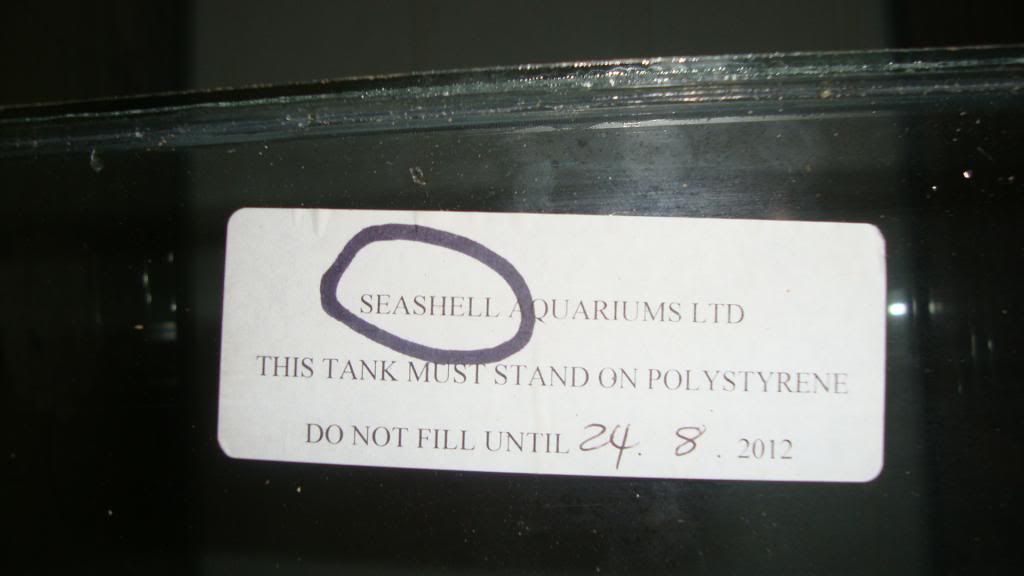 SEASHELL AQUARIUMS LTD
THIS TANK MUST STAND ON POLYSTYRENE
DO NOT FILL UNTIL 24. 8. 2012